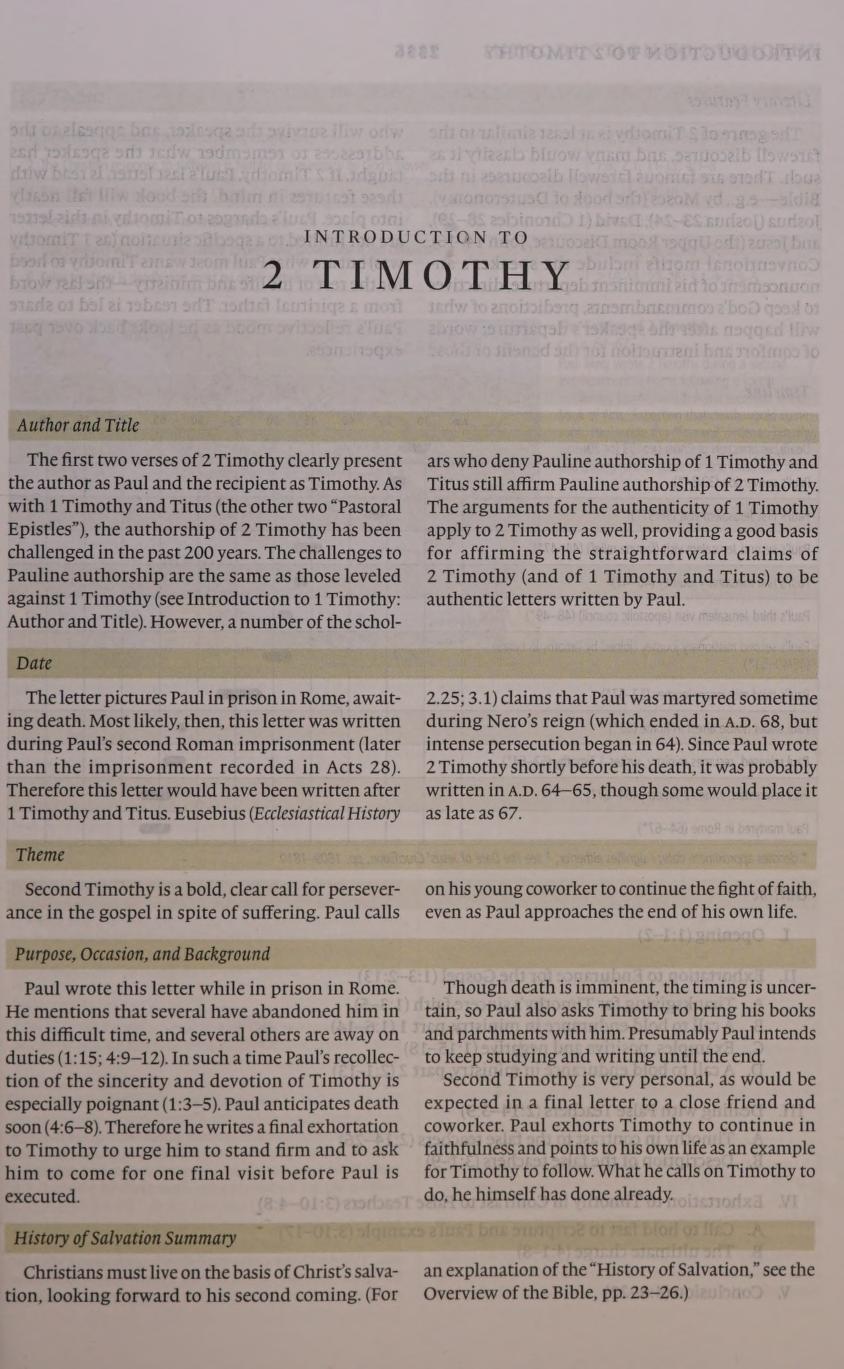 INTRODUCTION TO
2 TIMOTHY
Author and Title
The first two verses of 2 Timothy clearly present
the author as Paul and the recipient as Timothy. As
with 1 Timothy and Titus (the other two “Pastoral
Epistles”), the authorship of 2 Timothy has been
challenged in the past 200 years. The challenges to
Pauline authorship are the same as those leveled
against 1 Timothy (see Introduction to 1 Timothy:
Author and Title). However, a number of the schol-
ars who deny Pauline authorship of 1 Timothy and
Titus still affirm Pauline authorship of 2 Timothy.
The arguments for the authenticity of 1 Timothy
apply to 2 Timothy as well, providing a good basis
for affirming the straightforward claims of
2 Timothy (and of 1 Timothy and Titus) to be
authentic letters written by Paul.
Date
The letter pictures Paul in prison in Rome, await-
ing death. Most likely, then, this letter was written
during Paul’s second Roman imprisonment (later
than the imprisonment recorded in Acts 28).
Therefore this letter would have been written after
1 Timothy and Titus. Eusebius (Ecclesiastical History
2.25; 3.1) claims that Paul was martyred sometime
during Nero’s reign (which ended in A.D. 68, but
intense persecution began in 64). Since Paul wrote
2 Timothy shortly before his death, it was probably
written in A.D. 64–65, though some would place it
as late as 67.
Theme
Second Timothy is a bold, clear call for persever-
ance in the gospel in spite of suffering. Paul calls
on his young coworker to continue the fight of faith,
even as Paul approaches the end of his own life.
Purpose, Occasion, and Background
Paul wrote this letter while in prison in Rome.
He mentions that several have abandoned him in
this difficult time, and several others are away on
duties (1:15; 4:9–12). In such a time Paul’s recollec-
tion of the sincerity and devotion of Timothy is
especially poignant (1:3–5). Paul anticipates death
soon (4:6–8). Therefore he writes a final exhortation
to Timothy to urge him to stand firm and to ask
him to come for one final visit before Paul is
executed.
Though death is imminent, the timing is uncer-
tain, so Paul also asks Timothy to bring his books
and parchments with him. Presumably Paul intends
to keep studying and writing until the end.
Second Timothy is very personal, as would be
expected in a final letter to a close friend and
coworker. Paul exhorts Timothy to continue in
faithfulness and points to his own life as an example
for Timothy to follow. What he calls on Timothy to
do, he himself has done already.
History of Salvation Summary
Christians must live on the basis of Christ’s salva-
tion, looking forward to his second coming. (For
an explanation of the “History of Salvation,” see the
Overview of the Bible, pp. 23–26.)